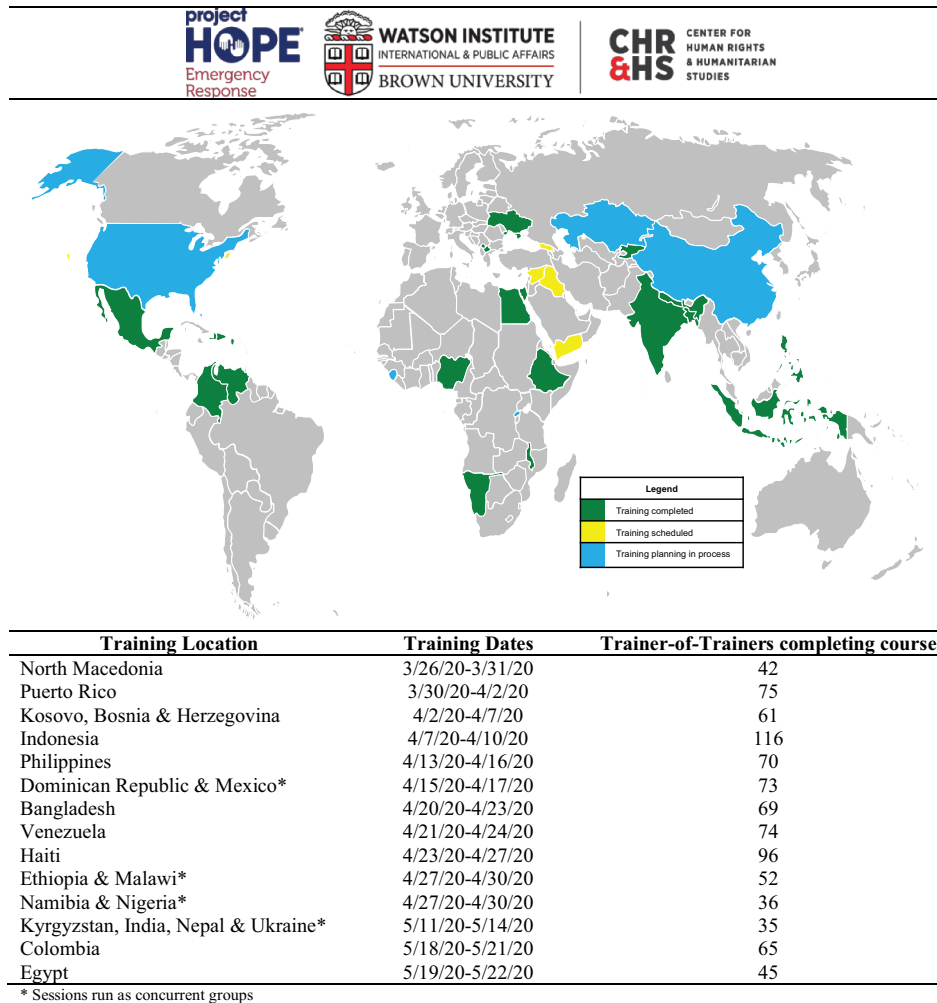 project
HOPE
Emergency
Response
WATSON INSTITUTE
INTERNATIONAL & PUBLIC AFFAIRS
BROWN UNIVERSITY
CHR
&HS
CENTER FOR
HUMAN RIGHTS
& HUMANITARIAN
STUDIES
Legend
Training completed
Training scheduled
Training planning in process
Training Location Training Dates Trainer-of-Trainers completing course
North Macedonia 3/26/20-3/31/20 42
Puerto Rico 3/30/20-4/2/20 75
Kosovo, Bosnia & Herzegovina 4/2/20-4/7/20 61
Indonesia 4/7/20-4/10/20 116
Philippines 4/13/20-4/16/20 70
Dominican Republic & Mexico* 4/15/20-4/17/20 73
Bangladesh 4/20/20-4/23/20 69
Venezuela 4/21/20-4/24/20 74
Haiti 4/23/20-4/27/20 96
Ethiopia & Malawi* 4/27/20-4/30/20 52
Namibia & Nigeria* 4/27/20-4/30/20 36
Kyrgyzstan, India, Nepal & Ukraine* 5/11/20-5/14/20 35
Colombia 5/18/20-5/21/20 65
Egypt 5/19/20-5/22/20 45
* Sessions run as concurrent groups